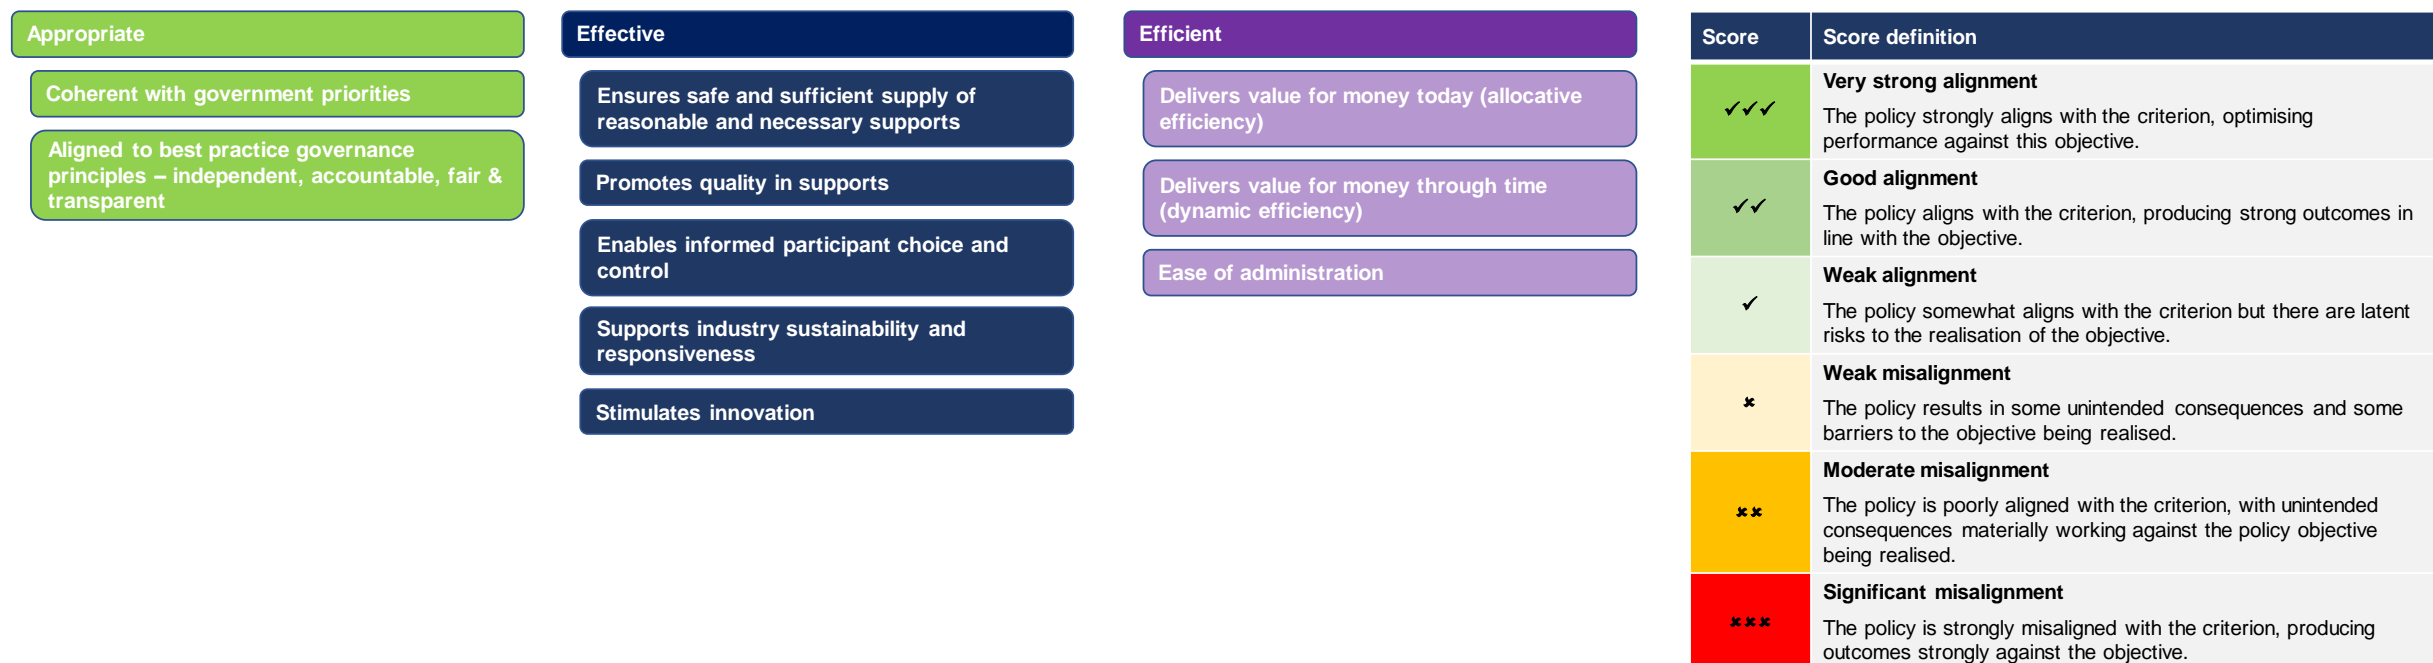 Appropriate
Coherent with government priorities
Aligned to best practice governance
principles – independent, accountable, fair &
transparent
Effective
Ensures safe and sufficient supply of
reasonable and necessary supports
Promotes quality in supports
Enables informed participant choice and
control
Supports industry sustainability and
responsiveness
Stimulates innovation
Efficient
Delivers value for money today (allocative
efficiency)
Delivers value for money through time
(dynamic efficiency)
Ease of administration
Score Score definition
✓✓✓
Very strong alignment
The policy strongly aligns with the criterion, optimising
performance against this objective.
✓✓
Good alignment
The policy aligns with the criterion, producing strong outcomes in
line with the objective.
✓
Weak alignment
The policy somewhat aligns with the criterion but there are latent
risks to the realisation of the objective.
✖
Weak misalignment
The policy results in some unintended consequences and some
barriers to the objective being realised.
✖✖
Moderate misalignment
The policy is poorly aligned with the criterion, with unintended
consequences materially working against the policy objective
being realised.
✖✖✖
Significant misalignment
The policy is strongly misaligned with the criterion, producing
outcomes strongly against the objective.